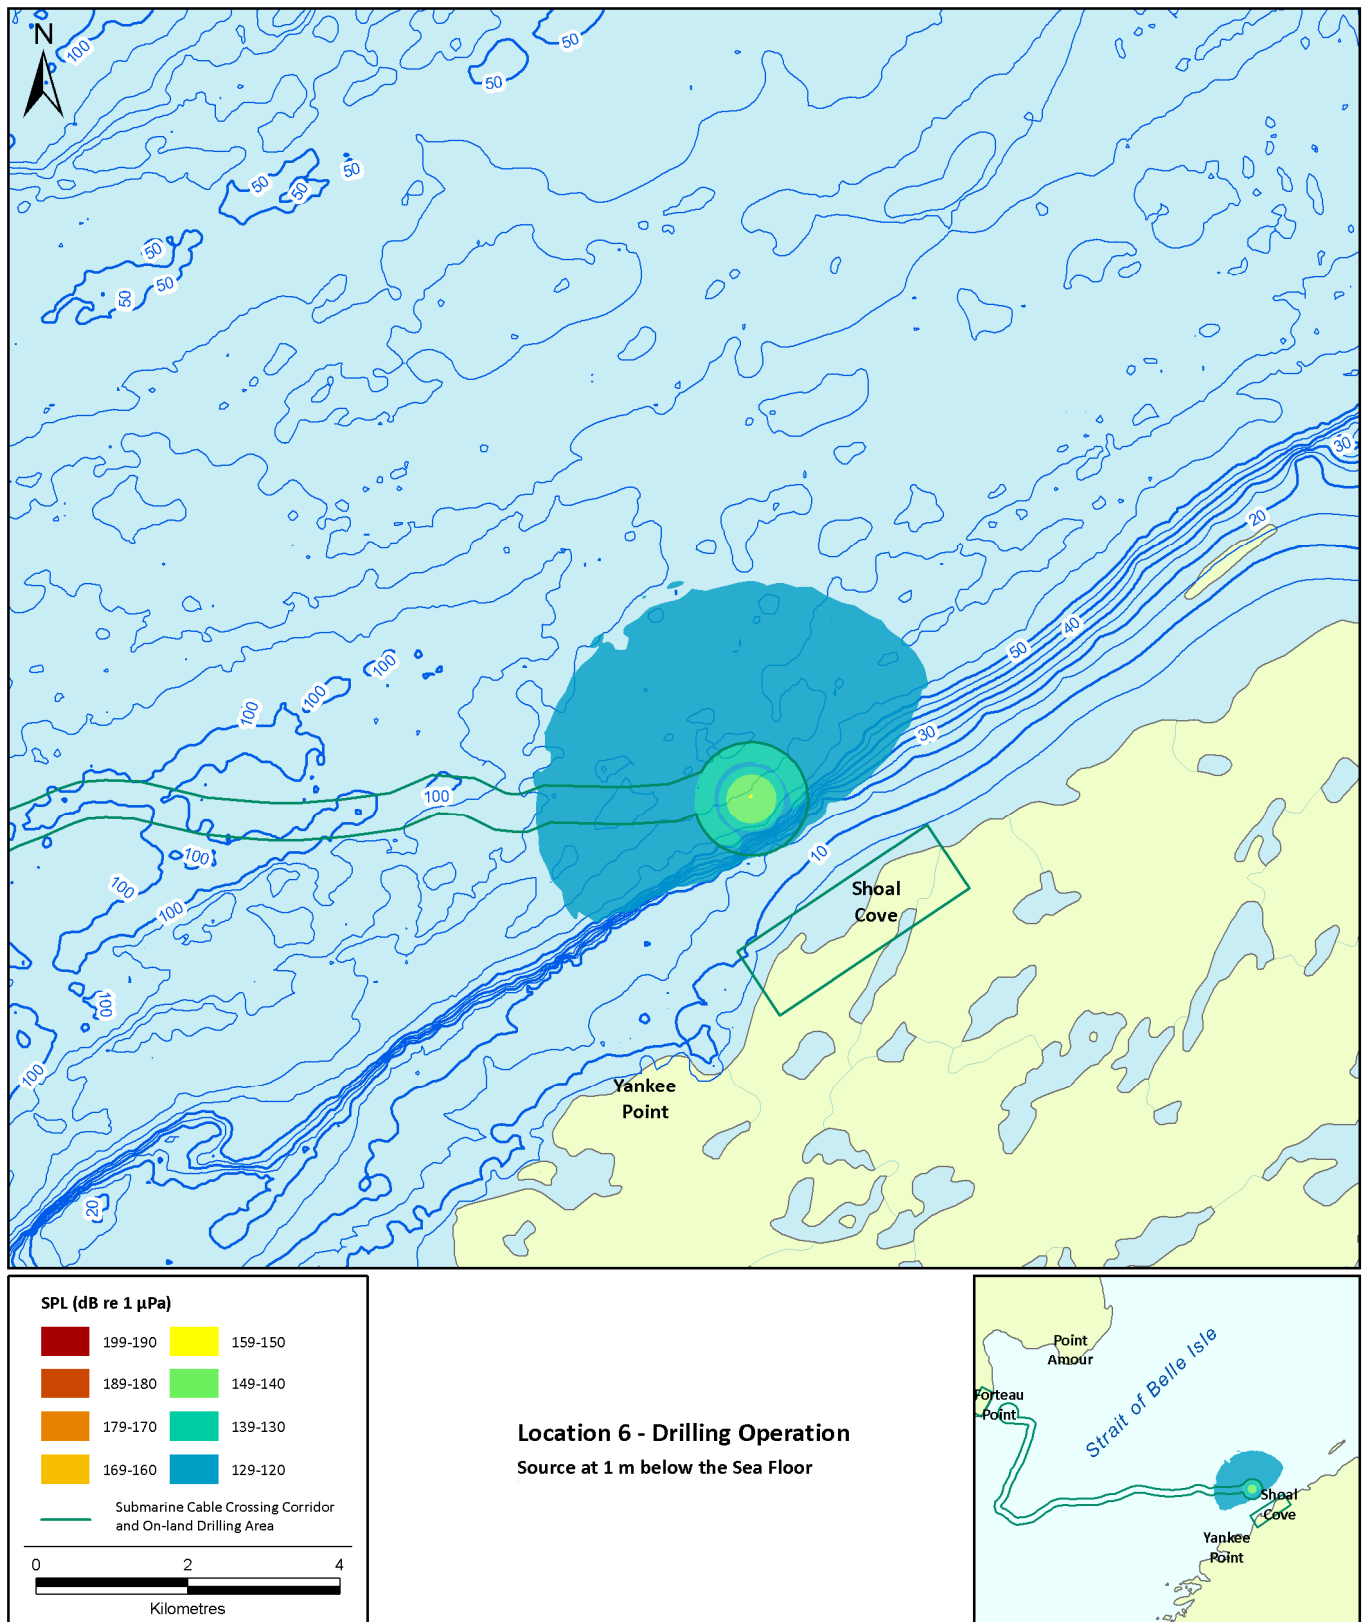 N
100
50
50
50
50
50
50
50
50
100
100
100
100
100
100
100
100
100
30
20
40
50
30
10
Shoal
Cove
Yankee
Point
20
SPL (dB re 1 µPa)
199-190
159-150
189-180
149-140
179-170
139-130
169-160
129-120
Submarine Cable Crossing Corridor
and On-land Drilling Area
0 2 4
Kilometres
Location 6 - Drilling Operation
Source at 1 m below the Sea Floor
Point
Amour
Forteau
Point
Strait of Belle Isle
Shoal
Cove
Yankee
Point